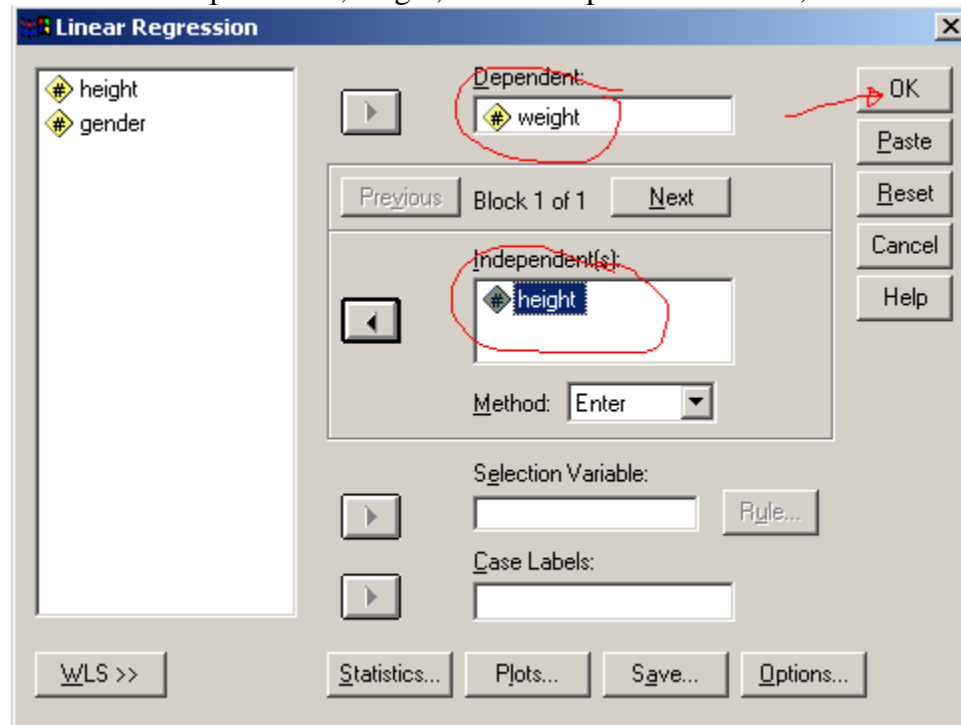 Linear Regression
height
gender
Dependent:
weight
Previous
Block 1 of 1
Next
Independent(s):
height
Method:
Enter
Selection Variable:
Rule...
Case Labels:
OK
Paste
Reset
Cancel
Help
WLS >>
Statistics...
Plots...
Save...
Options...